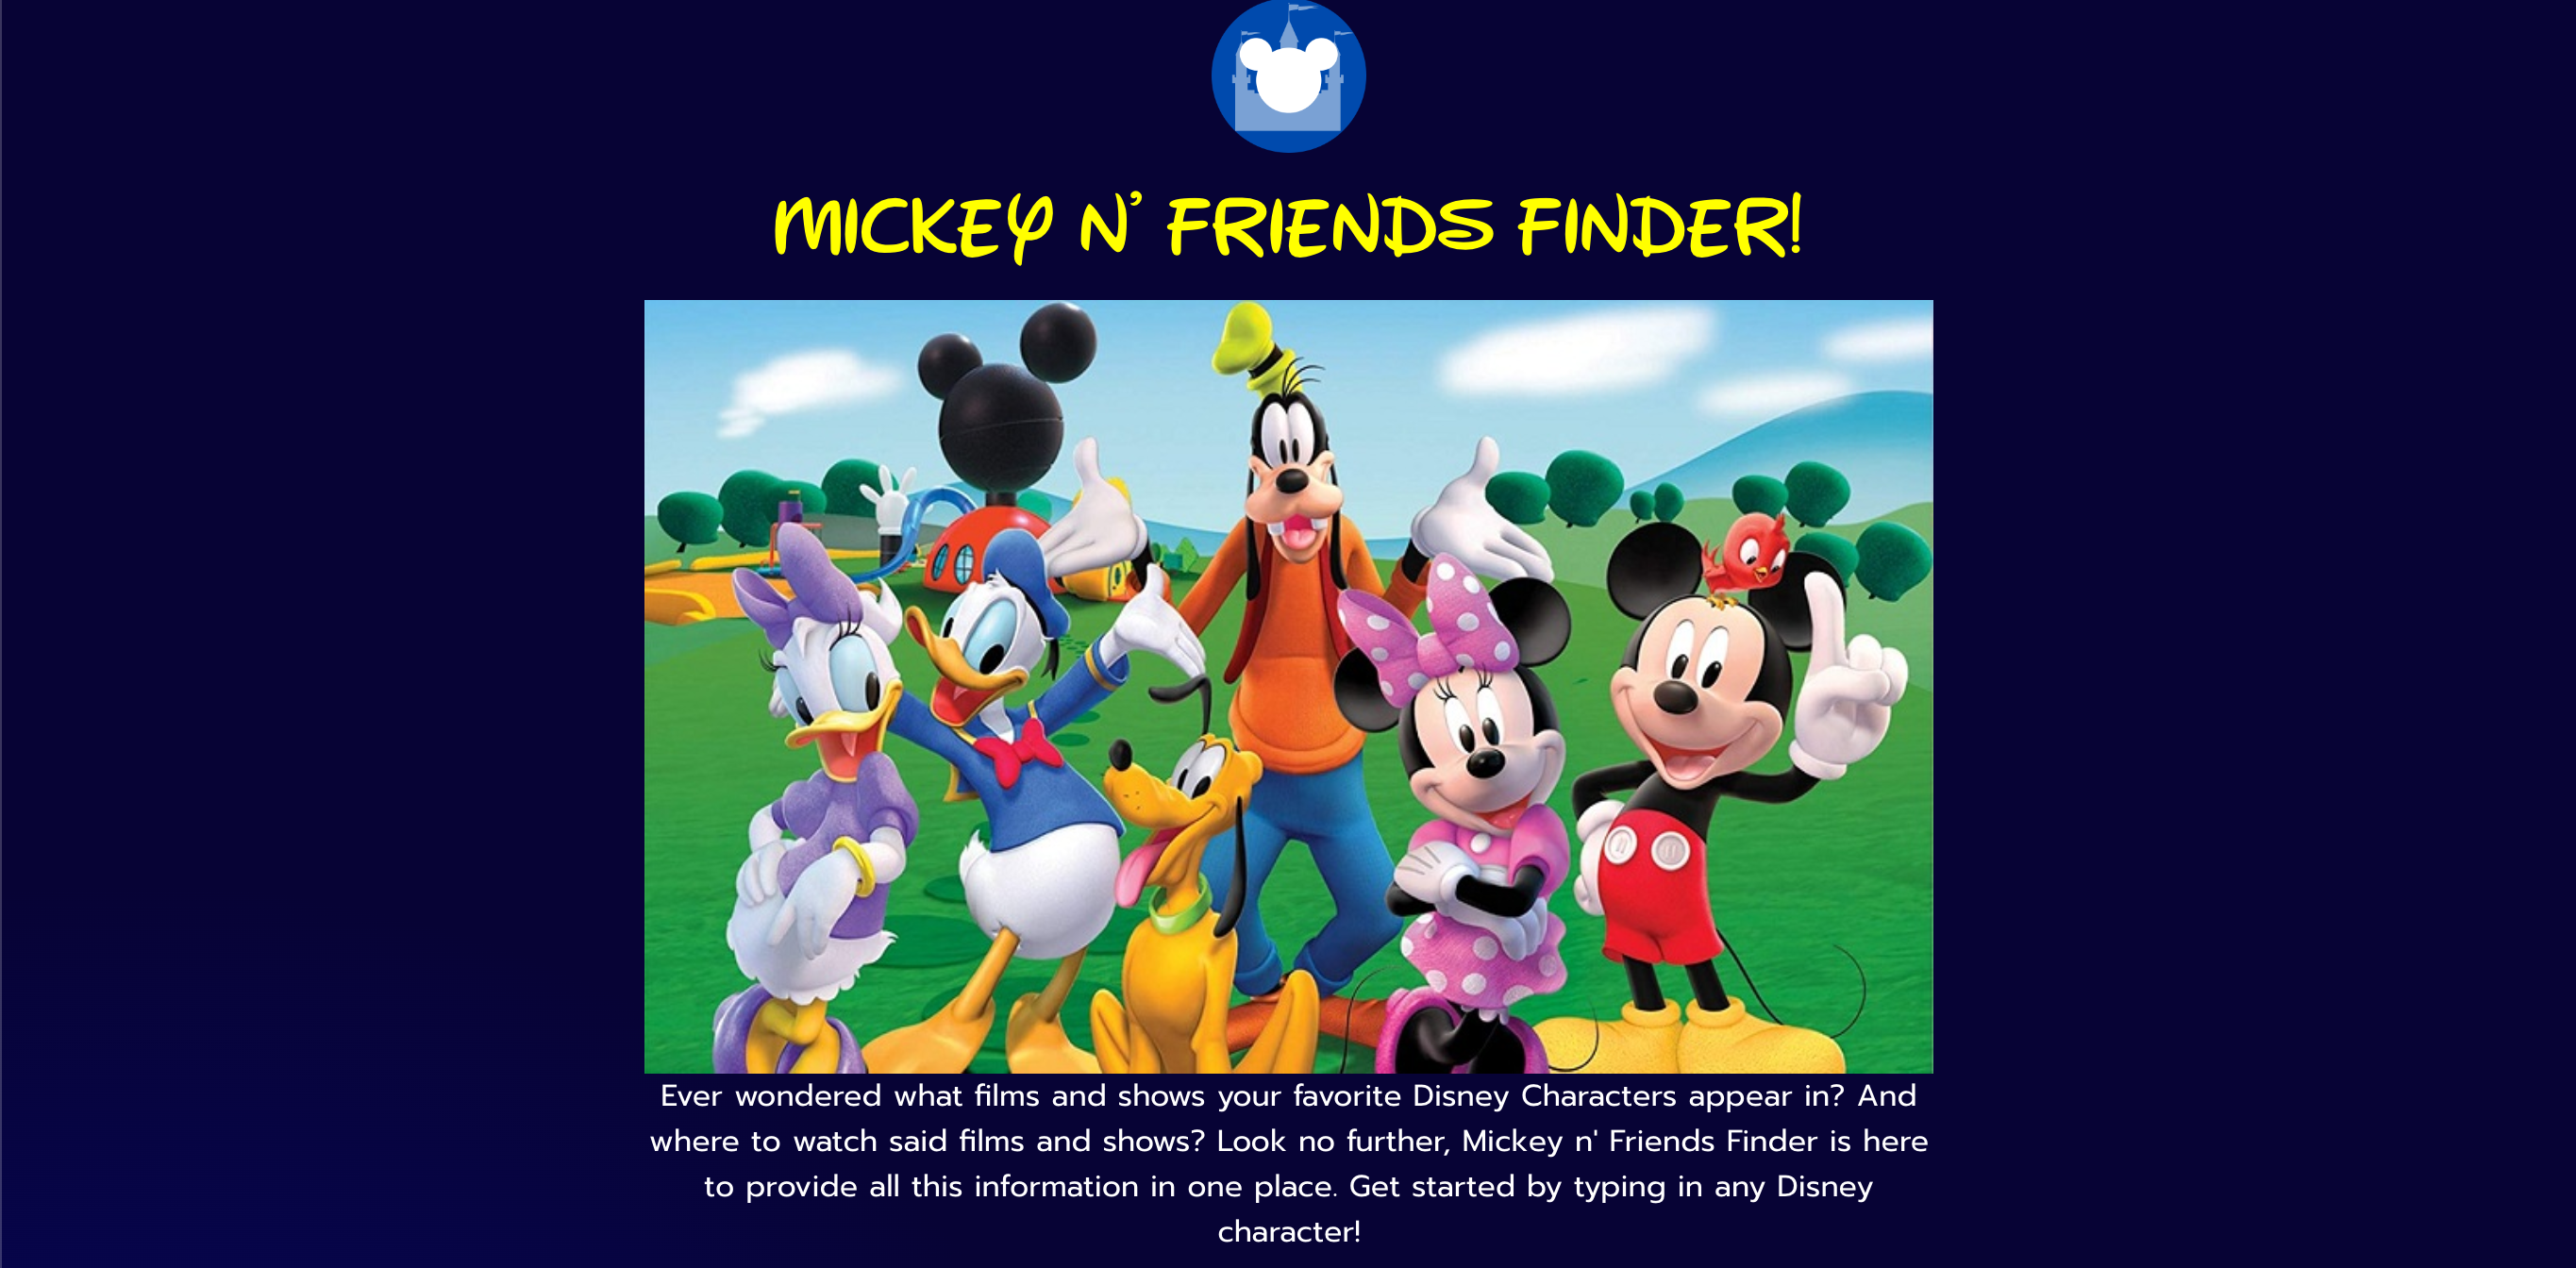 MICKEY N' FRIENDS FINDER!
Ever wondered what films and shows your favorite Disney Characters appear in? And
where to watch said films and shows? Look no further, Mickey n' Friends Finder is here
to provide all this information in one place. Get started by typing in any Disney
character!